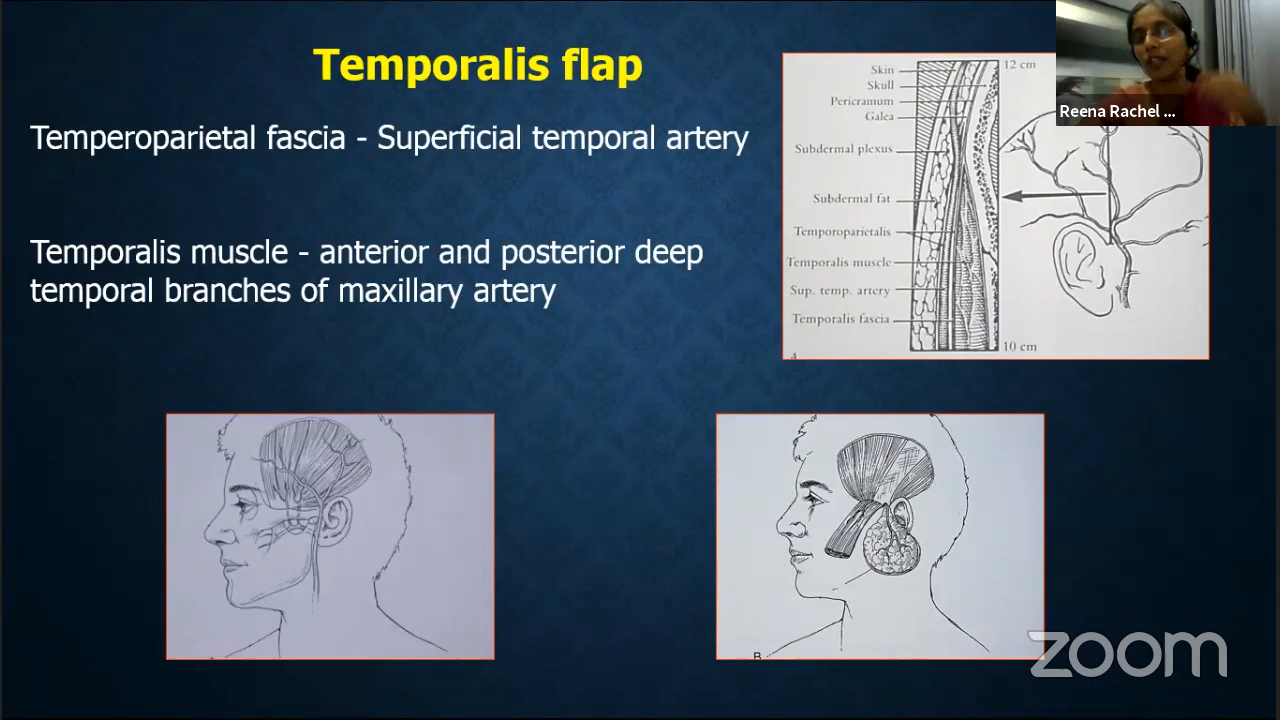 Temporalis flap
Temperoparietal fascia - Superficial temporal artery
Temporalis muscle - anterior and posterior deep
temporal branches of maxillary artery
Skin
Skull
Pericranum
Galea
Subdermal plexus
Subdermal fat
Temporoparietalis
Temporalis muscle
Sup. temp. artery
Temporalis fascia
12 cm
10 cm
A
Reena Rachel ...
B
zoom